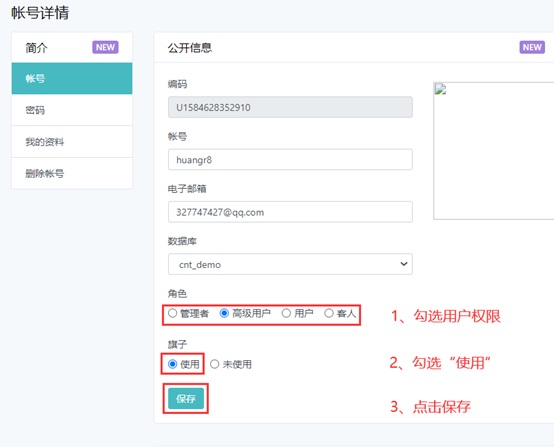 帐号详情
简介 NEW
帐号
密码
我的资料
删除帐号
公开信息 NEW
编码
U1584628352910
帐号
huangr8
电子邮箱
327747427@qq.com
数据库
cnt_demo
角色
管理者 高级用户 用户 客人
1、勾选用户权限
旗子
使用 未使用
2、勾选“使用”
保存
3、点击保存